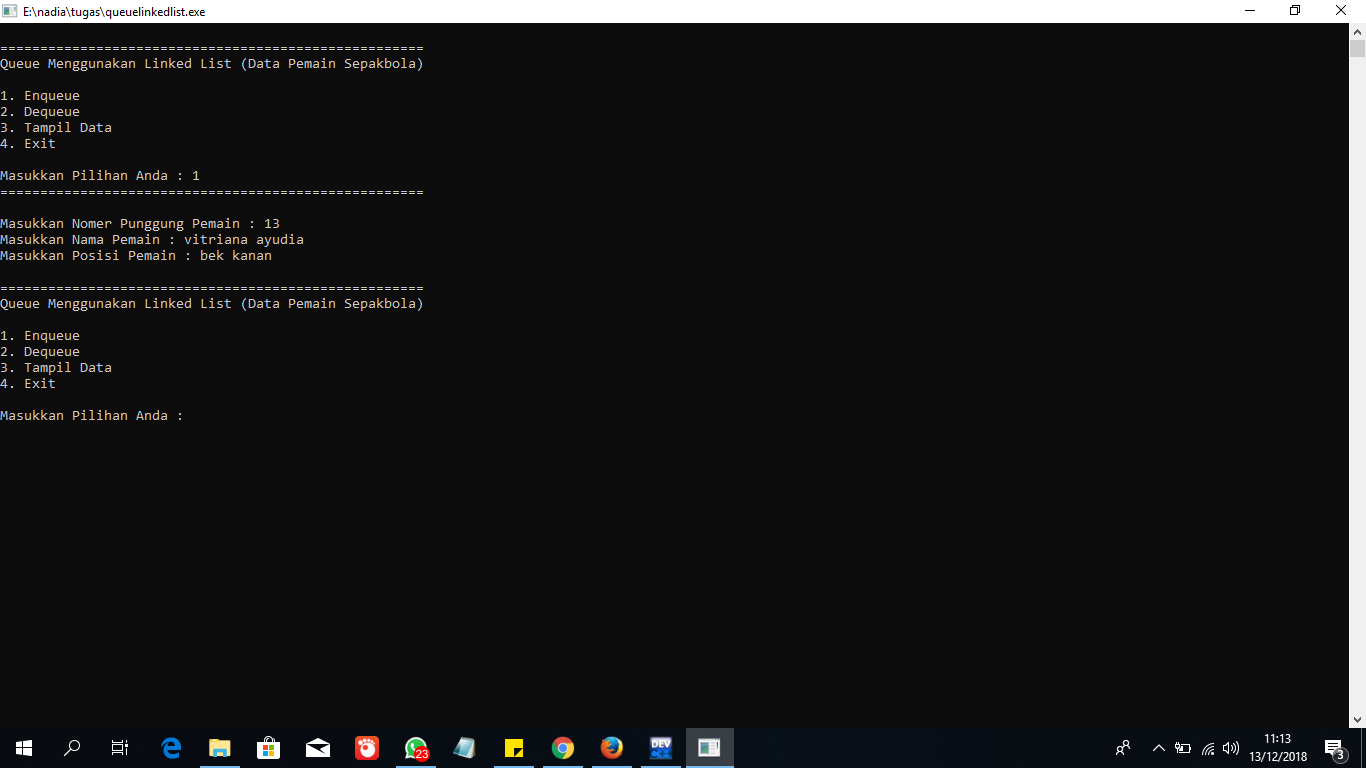 E:\nadia\tugas\queuelinkedlist.exe
=====================================================
Queue Menggunakan Linked List (Data Pemain Sepakbola)
1. Enqueue
2. Dequeue
3. Tampil Data
4. Exit
Masukkan Pilihan Anda : 1
=====================================================
Masukkan Nomer Punggung Pemain : 13
Masukkan Nama Pemain : vitriana ayudia
Masukkan Posisi Pemain : bek kanan
=====================================================
Queue Menggunakan Linked List (Data Pemain Sepakbola)
1. Enqueue
2. Dequeue
3. Tampil Data
4. Exit
Masukkan Pilihan Anda :
23
DEV
C++
11:13
13/12/2018
3